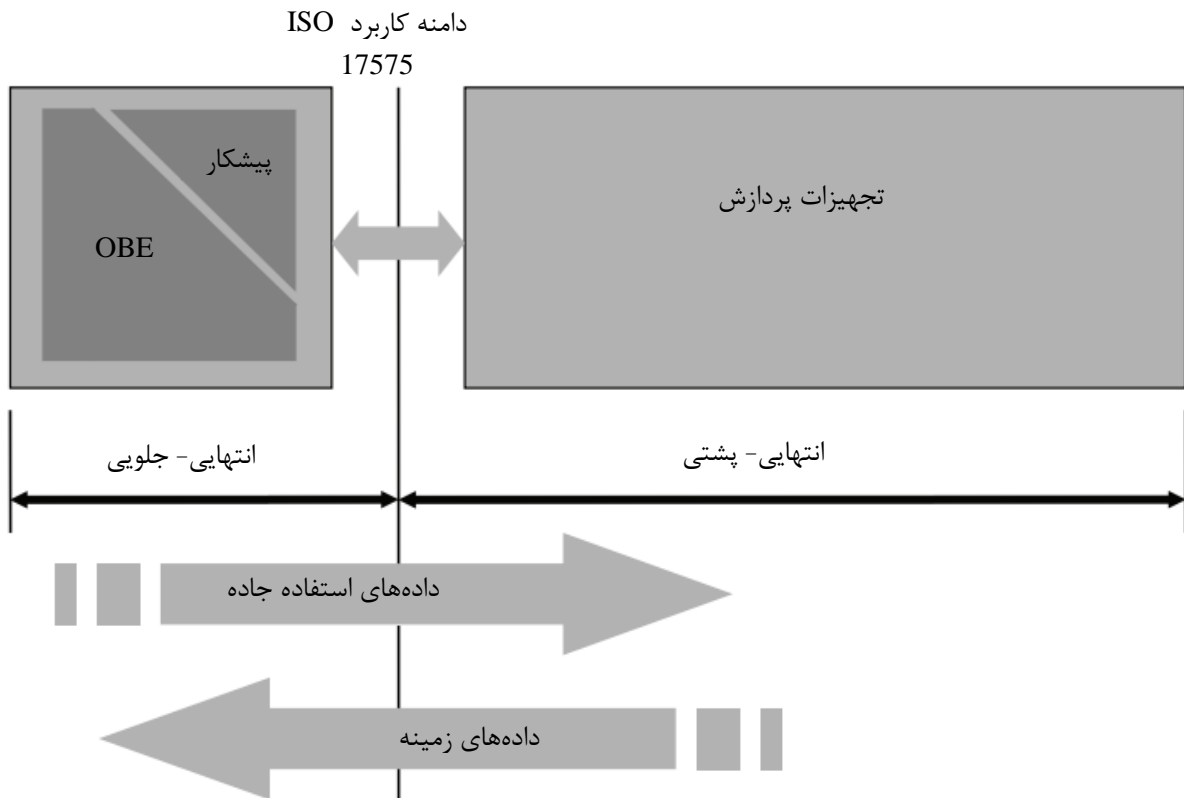 دامنه کاربرد ISO
17575
پیشکار
OBE
تجهیزات پردازش
انتهایی- جلویی
انتهایی- پشتی
داده‌های استفاده جاده
داده‌های زمینه